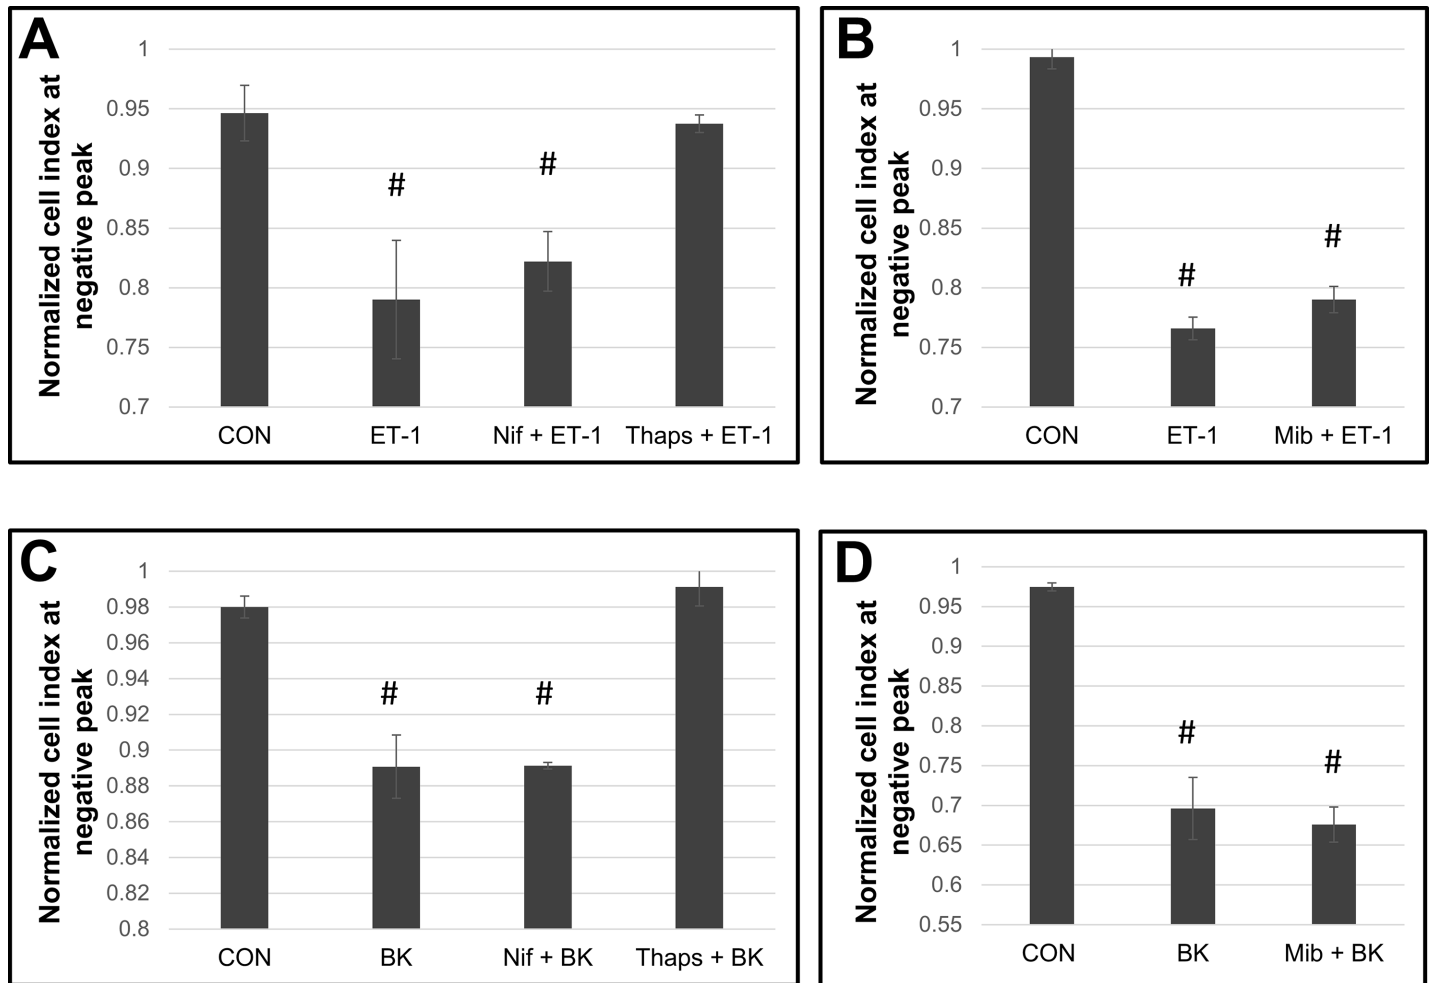 A
Normalized cell index at
negative peak
1
0.95
0.9
0.85
0.8
0.75
0.7
#
#
CON
ET-1
Nif + ET-1
Thaps + ET-1
B
Normalized cell index at
negative peak
1
0.95
0.9
0.85
0.8
0.75
0.7
#
#
CON
ET-1
Mib + ET-1
C
Normalized cell index at
negative peak
1
0.98
0.96
0.94
0.92
0.9
0.88
0.86
0.84
0.82
0.8
#
#
CON
BK
Nif + BK
Thaps + BK
D
Normalized cell index at
negative peak
1
0.95
0.9
0.85
0.8
0.75
0.7
0.65
0.6
0.55
#
#
CON
BK
Mib + BK